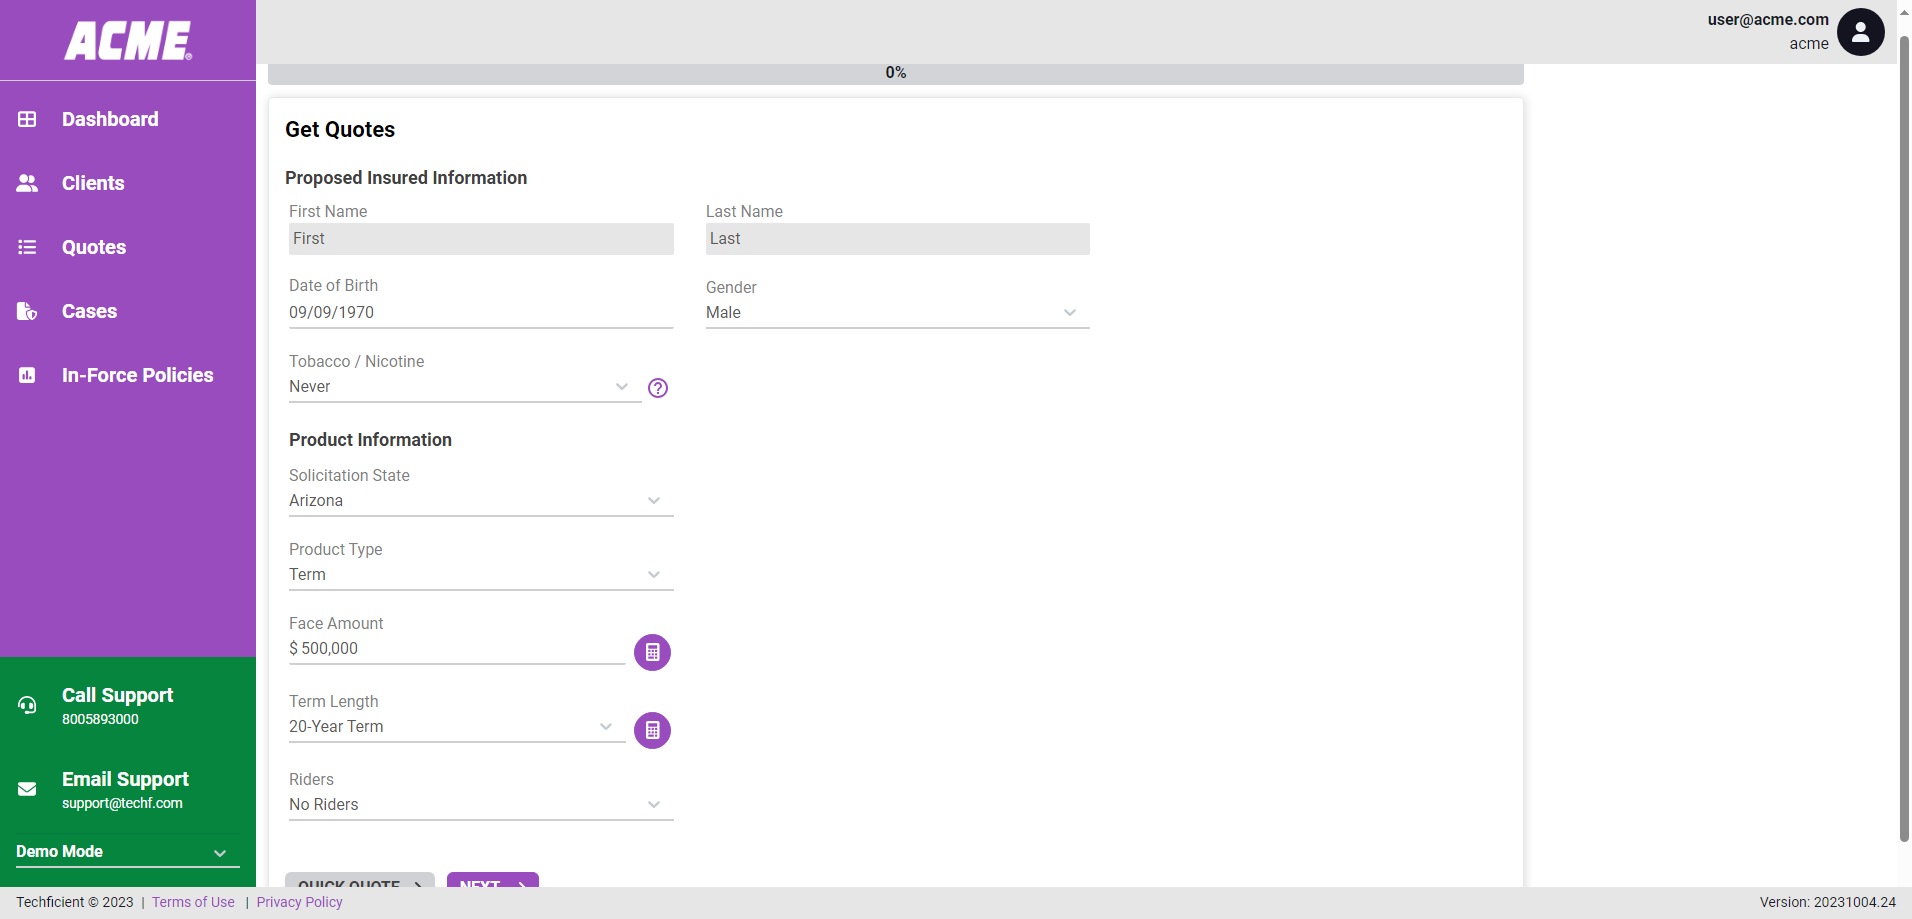 ACME®
user@acme.com
acme
0%
Dashboard
Clients
Quotes
Cases
In-Force Policies
Get Quotes
Proposed Insured Information
First Name
Last Name
First
Last
Date of Birth
Gender
09/09/1970
Male
Tobacco / Nicotine
Never
Product Information
Solicitation State
Arizona
Product Type
Term
Face Amount
$ 500,000
Term Length
20-Year Term
Riders
No Riders
QUICK QUOTE
NEXT
Call Support
8005893000
Email Support
support@techf.com
Demo Mode
Techficient © 2023 | Terms of Use | Privacy Policy
Version: 20231004.24